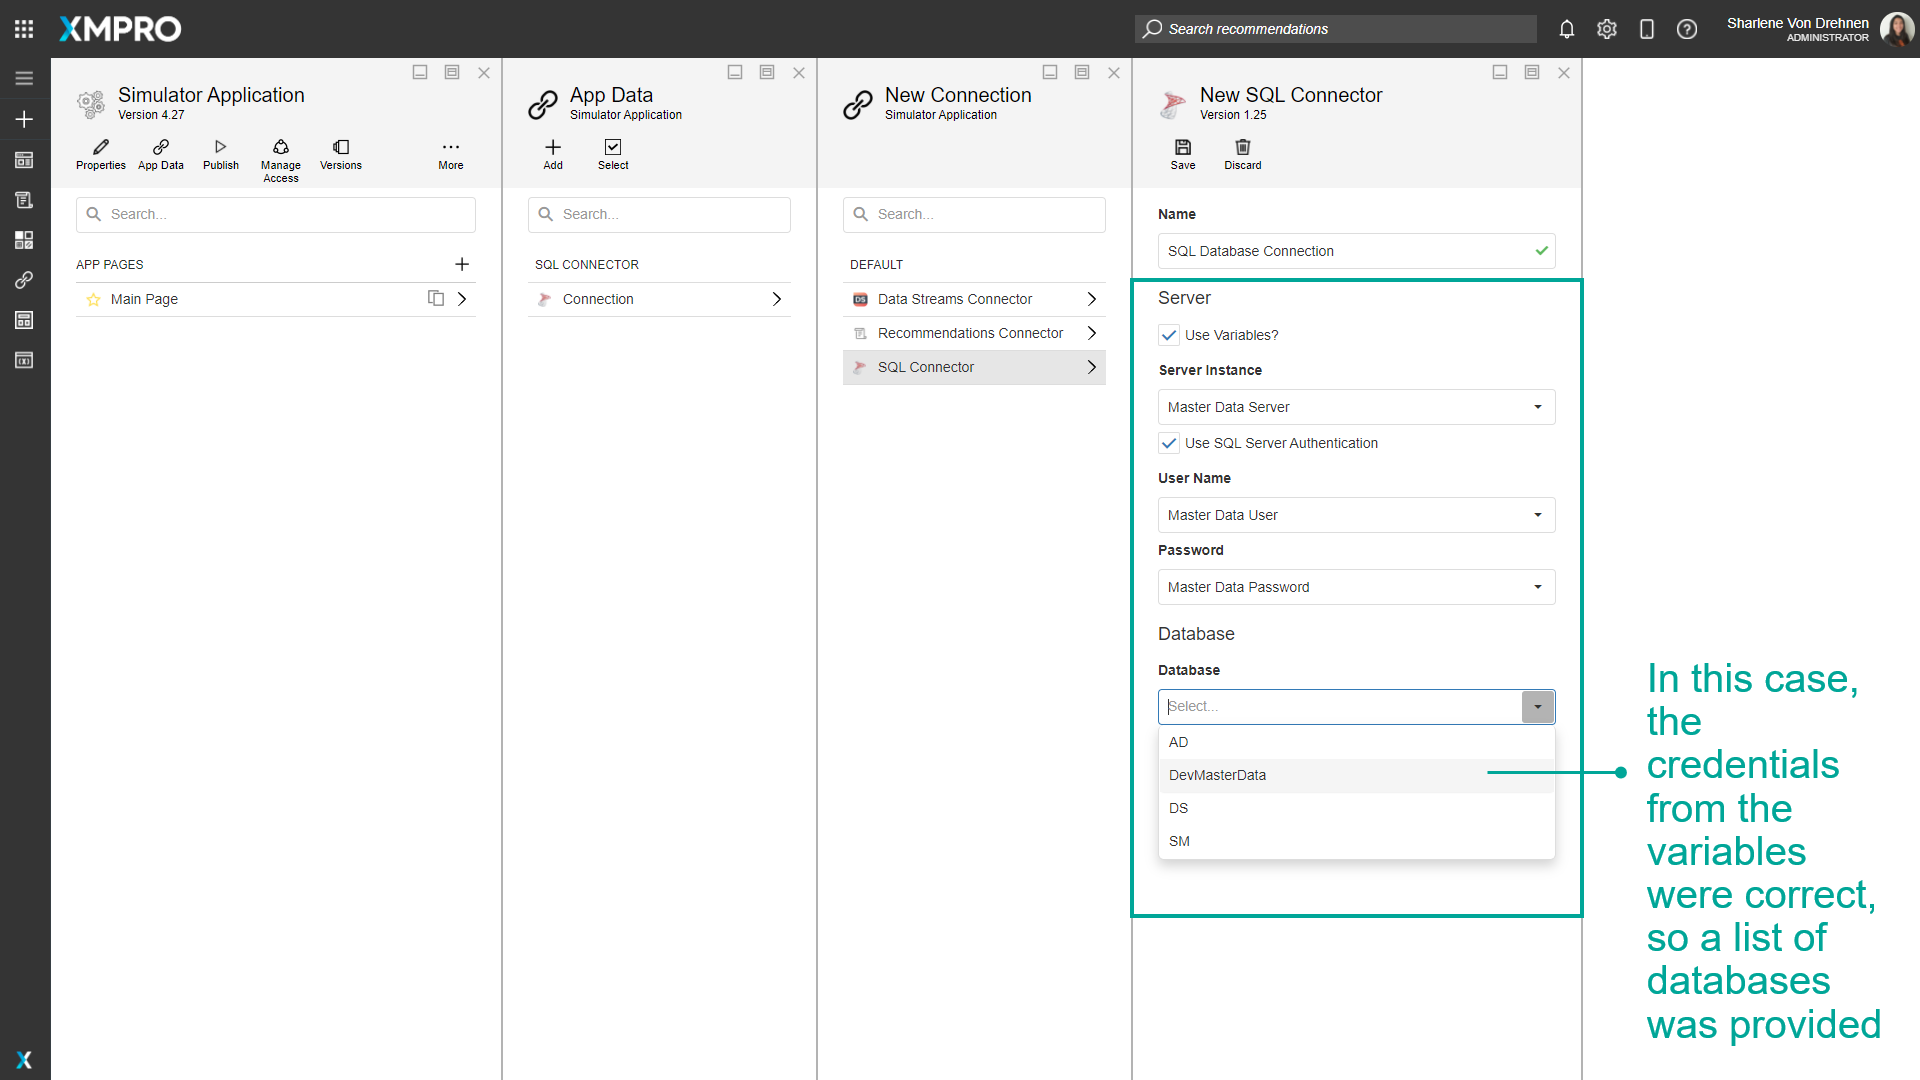 XMPRO
Search recommendations
Sharlene Von Drehnen
ADMINISTRATOR
Simulator Application
Version 4.27
Properties
App Data
Publish
Manage
Access
Versions
More
Search...
APP PAGES
Main Page
App Data
Simulator Application
Add
Select
Search...
SQL CONNECTOR
Connection
New Connection
Simulator Application
Search...
DEFAULT
DS Data Streams Connector
Recommendations Connector
SQL Connector
New SQL Connector
Version 1.25
Save
Discard
Name
SQL Database Connection
Server
Use Variables?
Server Instance
Master Data Server
Use SQL Server Authentication
User Name
Master Data User
Password
Master Data Password
Database
Database
Select...
AD
DevMasterData
DS
SM
In this case,
the
credentials
from the
variables
were correct,
so a list of
databases
was provided